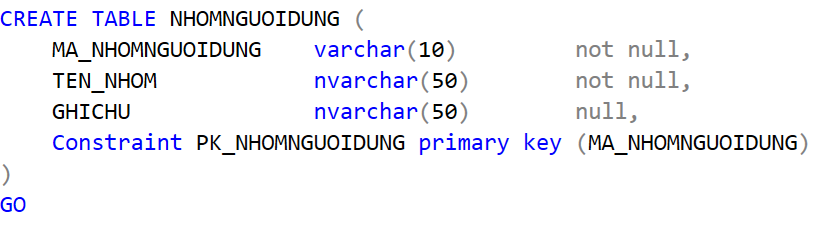 CREATE TABLE NHOMNGUOIDUNG (
MA_NHOMNGUOIDUNG varchar(10) not null,
TEN_NHOM nvarchar(50) not null,
GHICHU nvarchar(50) null,
Constraint PK_NHOMNGUOIDUNG primary key (MA_NHOMNGUOIDUNG)
)
GO